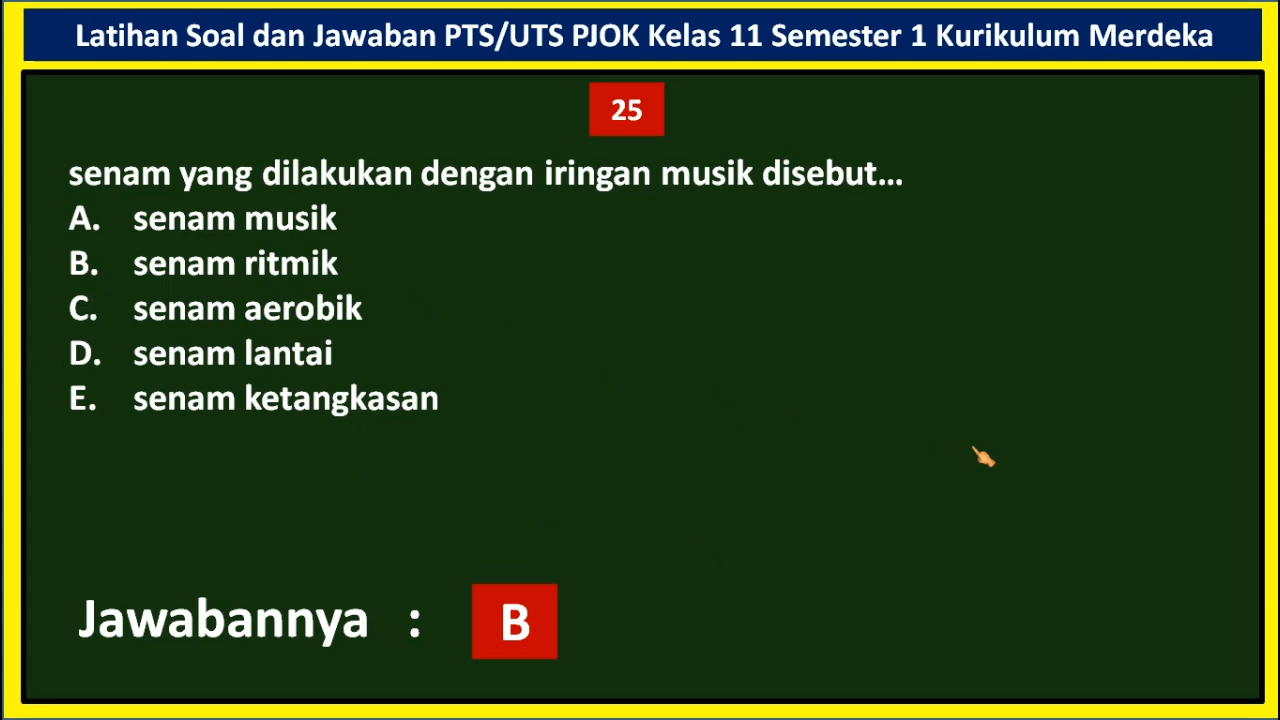 Latihan Soal dan Jawaban PTS/UTS PJOK Kelas 11 Semester 1 Kurikulum Merdeka
25
senam yang dilakukan dengan iringan musik disebut...
A. senam musik
B. senam ritmik
C. senam aerobik
D. senam lantai
E. senam ketangkasan
Jawabannya : B